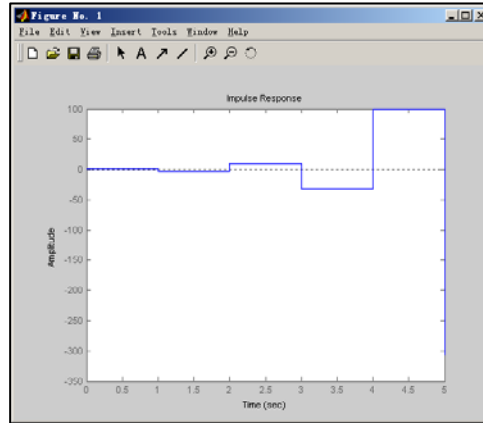 Figure No. 1
File Edit View Insert Tools Window Help
A
Impulse Response
Amplitude
100
50
0
-50
-100
-150
-200
-250
-300
-350
0 0.5 1 1.5 2 2.5 3 3.5 4 4.5 5
Time (sec)